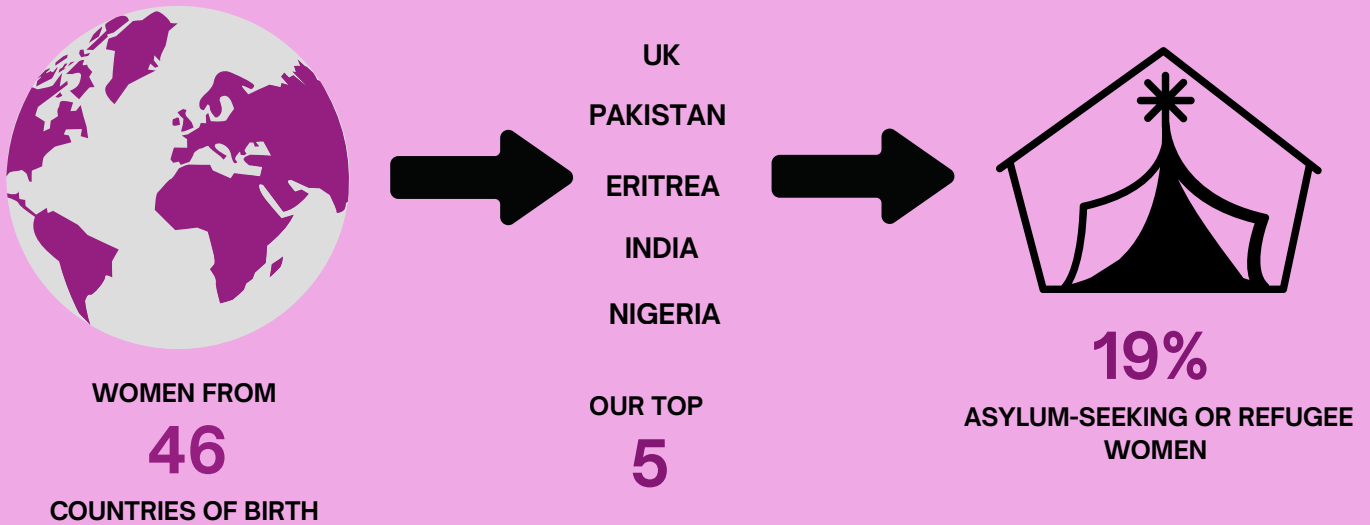 WOMEN FROM
46
COUNTRIES OF BIRTH
UK
PAKISTAN
ERITREA
INDIA
NIGERIA
OUR TOP
5
19%
ASYLUM-SEEKING OR REFUGEE
WOMEN